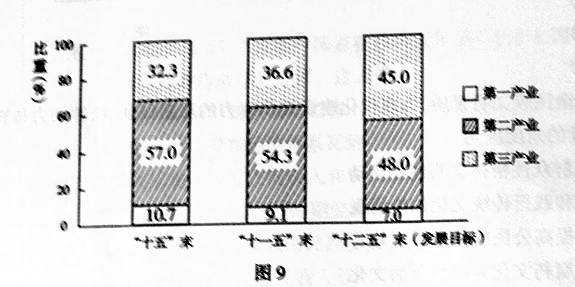 比重(%)
100
80
60
40
20
0
32.3
57.0
10.7
36.6
54.3
9.1
45.0
48.0
7.0
第一产业
第二产业
第三产业
"十五"末
"十一五"末
"十二五"末(发展目标)
图9